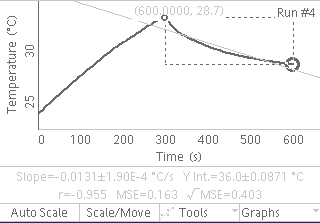 (600.0000, 28.7)
Run #4
Temperature (°C)
30
25
0 100 200 300 400 500 600
Time (s)
Slope=-0.0131±1.90E-4 °C/s Y Int.=36.0±0.0871 °C
r=-0.955 MSE=0.163 √MSE=0.403
Auto Scale Scale/Move Tools Graphs